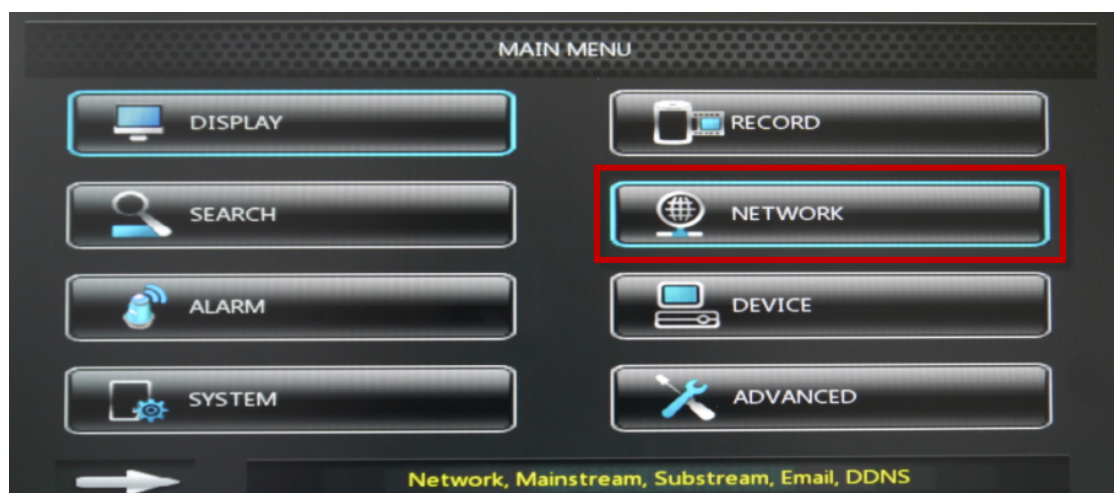 MAIN MENU
DISPLAY
RECORD
SEARCH
NETWORK
ALARM
DEVICE
SYSTEM
ADVANCED
Network, Mainstream, Substream, Email, DDNS